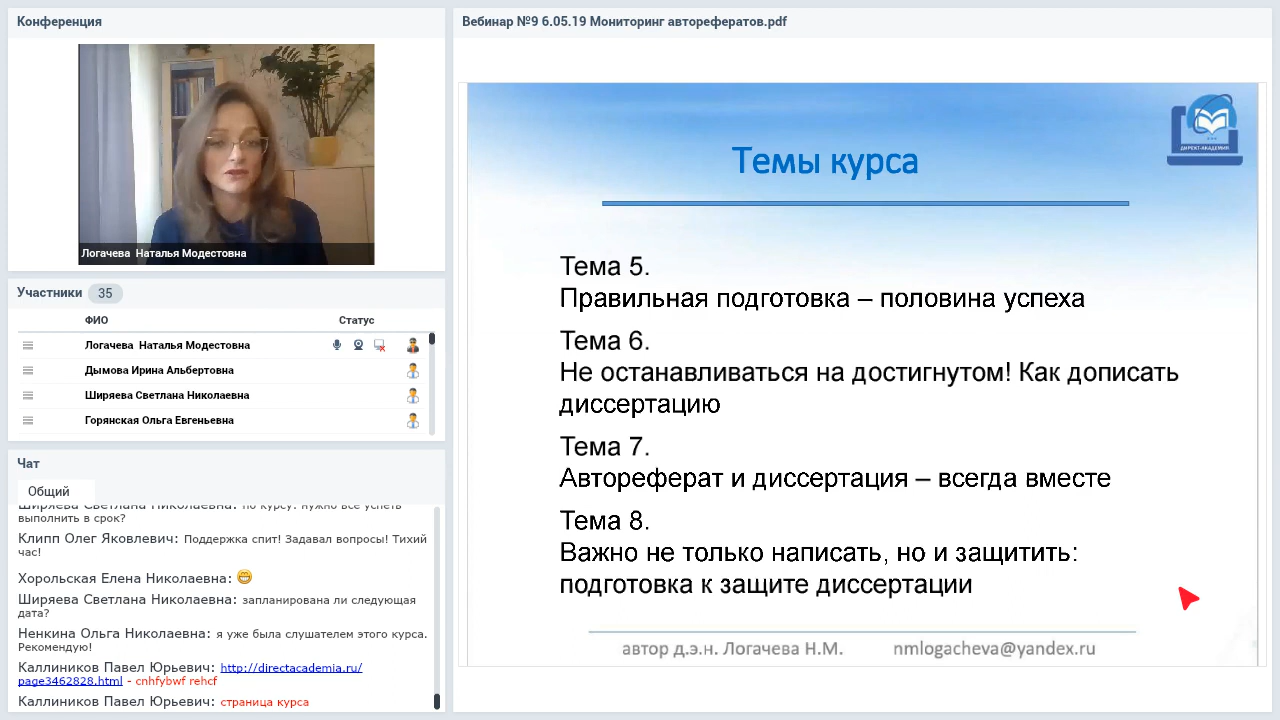 Конференция
Логачева Наталья Модестовна
Участники 35
ФИО Статус
Логачева Наталья Модестовна
Дымова Ирина Альбертовна
Ширяева Светлана Николаевна
Горянская Ольга Евгеньевна
Чат
Общий
Ширяева Светлана Николаевна: по курсу: нужно все успеть
выполнить в срок?
Клипп Олег Яковлевич: Поддержка спит! Задавал вопросы! Тихий
час!
Хорольская Елена Николаевна:
Ширяева Светлана Николаевна: запланирована ли следующая
дата?
Ненкина Ольга Николаевна: я уже была слушателем этого курса.
Рекомендую!
Каллиников Павел Юрьевич: http://directacademia.ru/
page3462828.html - cnhfybwf rehcf
Каллиников Павел Юрьевич: страница курса
Вебинар №9 6.05.19 Мониторинг авторефератов.pdf
ДИРЕКТ-АКАДЕМИЯ
Темы курса
Тема 5.
Правильная подготовка – половина успеха
Тема 6.
Не останавливаться на достигнутом! Как дописать
диссертацию
Тема 7.
Автореферат и диссертация – всегда вместе
Тема 8.
Важно не только написать, но и защитить:
подготовка к защите диссертации
автор д.э.н. Логачева Н.М. nmlogacheva@yandex.ru